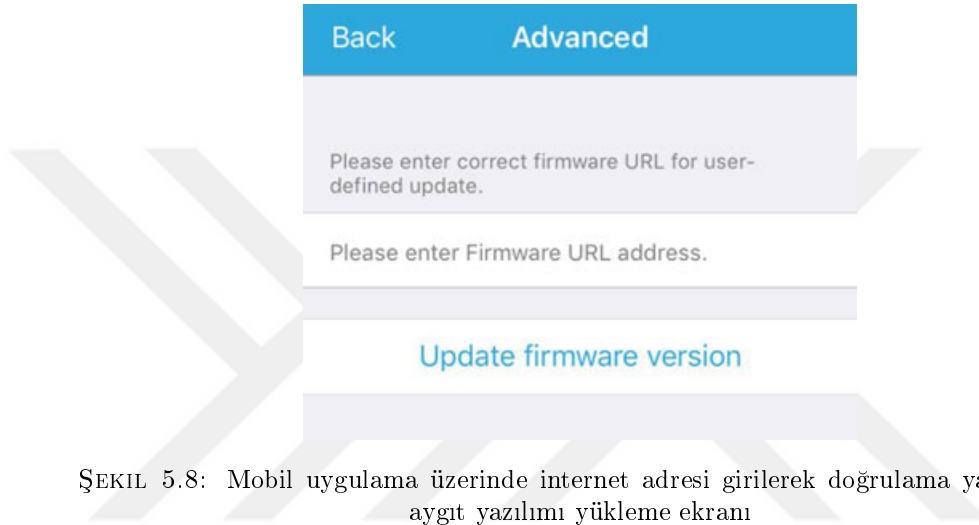 Back Advanced
Please enter correct firmware URL for user-
defined update.
Please enter Firmware URL address.
Update firmware version
ŞEKIL 5.8: Mobil uygulama üzerinde internet adresi girilerek doğrulama
aygıt yazılımı yükleme ekranı